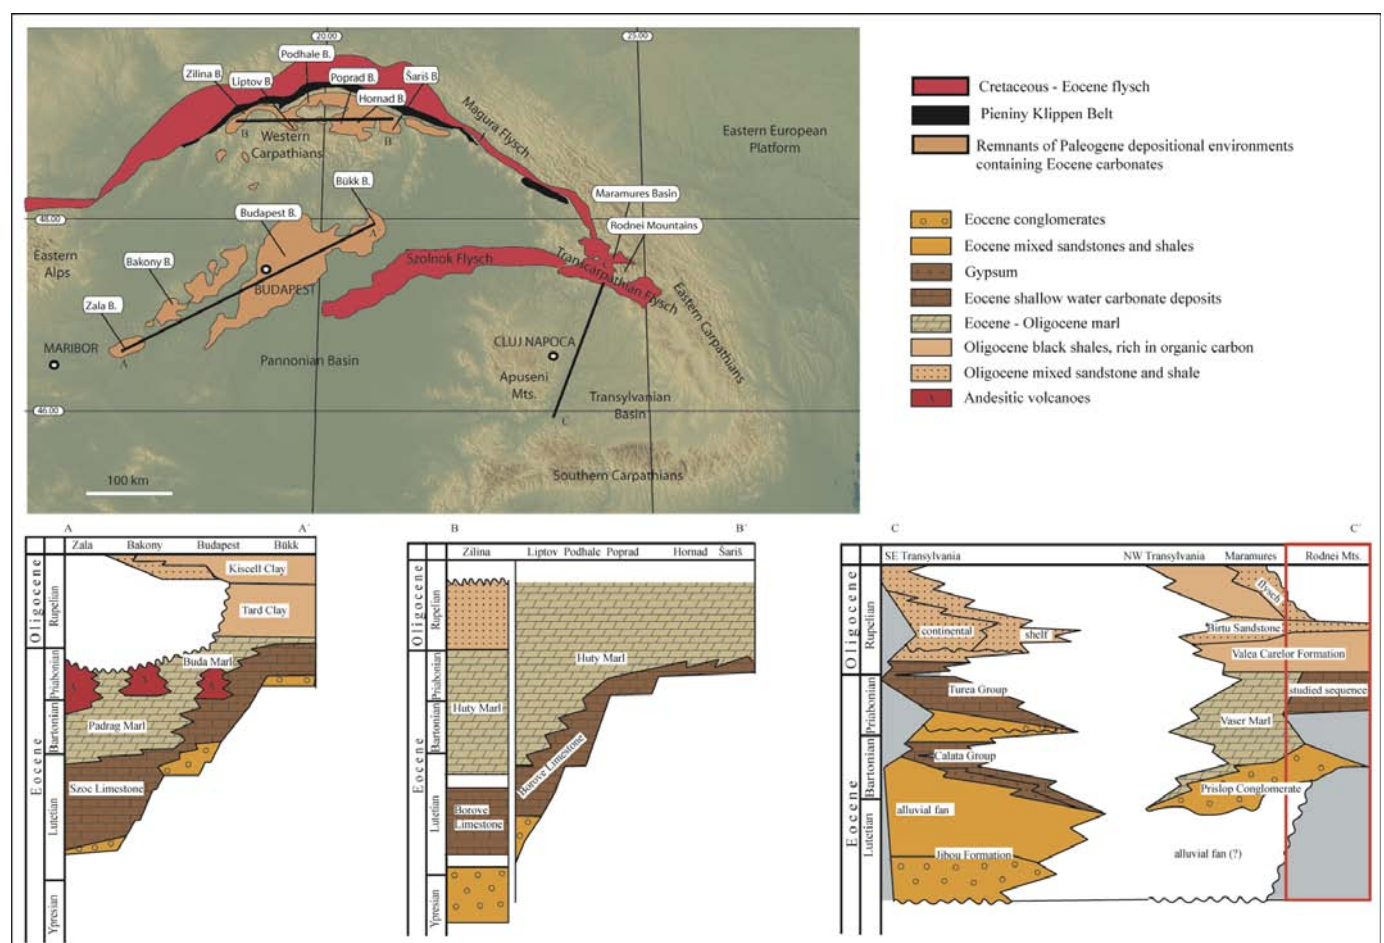 20.00
25.00
Podhale B.
Zilina B.
Liptov B.
Poprad B.
Šariš B.
Hornad B.
B
B´
Western
Carpathians
Magura Flysch
Eastern European
Platform
Bükk B.
Maramures Basin
48.00
Budapest B.
A´
Rodnei Mountains
Eastern
Alps
Bakony B.
Szolnok Flysch
Transcarpathian Flysch
BUDAPEST
Zala B.
Eastern Carpathians
MARIBOR
A
Pannonian Basin
CLUJ NAPOCA
Apuseni
Mts.
Transylvanian
Basin
46.00
C
Southern Carpathians
100 km
Cretaceous - Eocene flysch
Pieniny Klippen Belt
Remnants of Paleogene depositional environments
containing Eocene carbonates
Eocene conglomerates
Eocene mixed sandstones and shales
Gypsum
Eocene shallow water carbonate deposits
Eocene - Oligocene marl
Oligocene black shales, rich in organic carbon
Oligocene mixed sandstone and shale
Andesitic volcanoes
A
A´
Zala
Bakony
Budapest
Bükk
Oligocene
Rupelian
Eocene
Priabonian
Bartonian
Lutetian
Ypresian
Kiscell Clay
Tard Clay
Buda Marl
Padrag Marl
Szoc Limestone
B
B´
Zilina
Liptov
Podhale
Poprad
Hornad
Šariš
Oligocene
Rupelian
Eocene
Priabonian
Bartonian
Lutetian
Ypresian
Huty Marl
Huty Marl
Borove Limestone
Borove
Limestone
C
C´
SE Transylvania
NW Transylvania
Maramures
Rodnei Mts.
Oligocene
Rupelian
Eocene
Priabonian
Bartonian
Lutetian
flysch
continental
shelf
Birtu Sandstone
Valea Carelor Formation
Turea Group
studied sequence
Vaser Marl
Calata Group
Prislop Conglomerate
alluvial fan
Jibou Formation
alluvial fan (?)